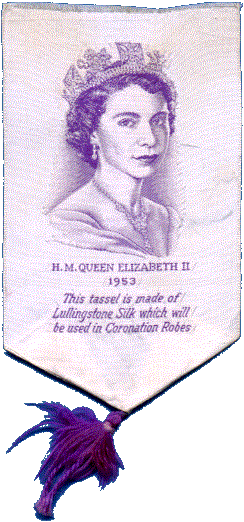 H.M. QUEEN ELIZABETH II
1953
This tassel is made of
Lullingstone Silk which will
be used in Coronation Robes